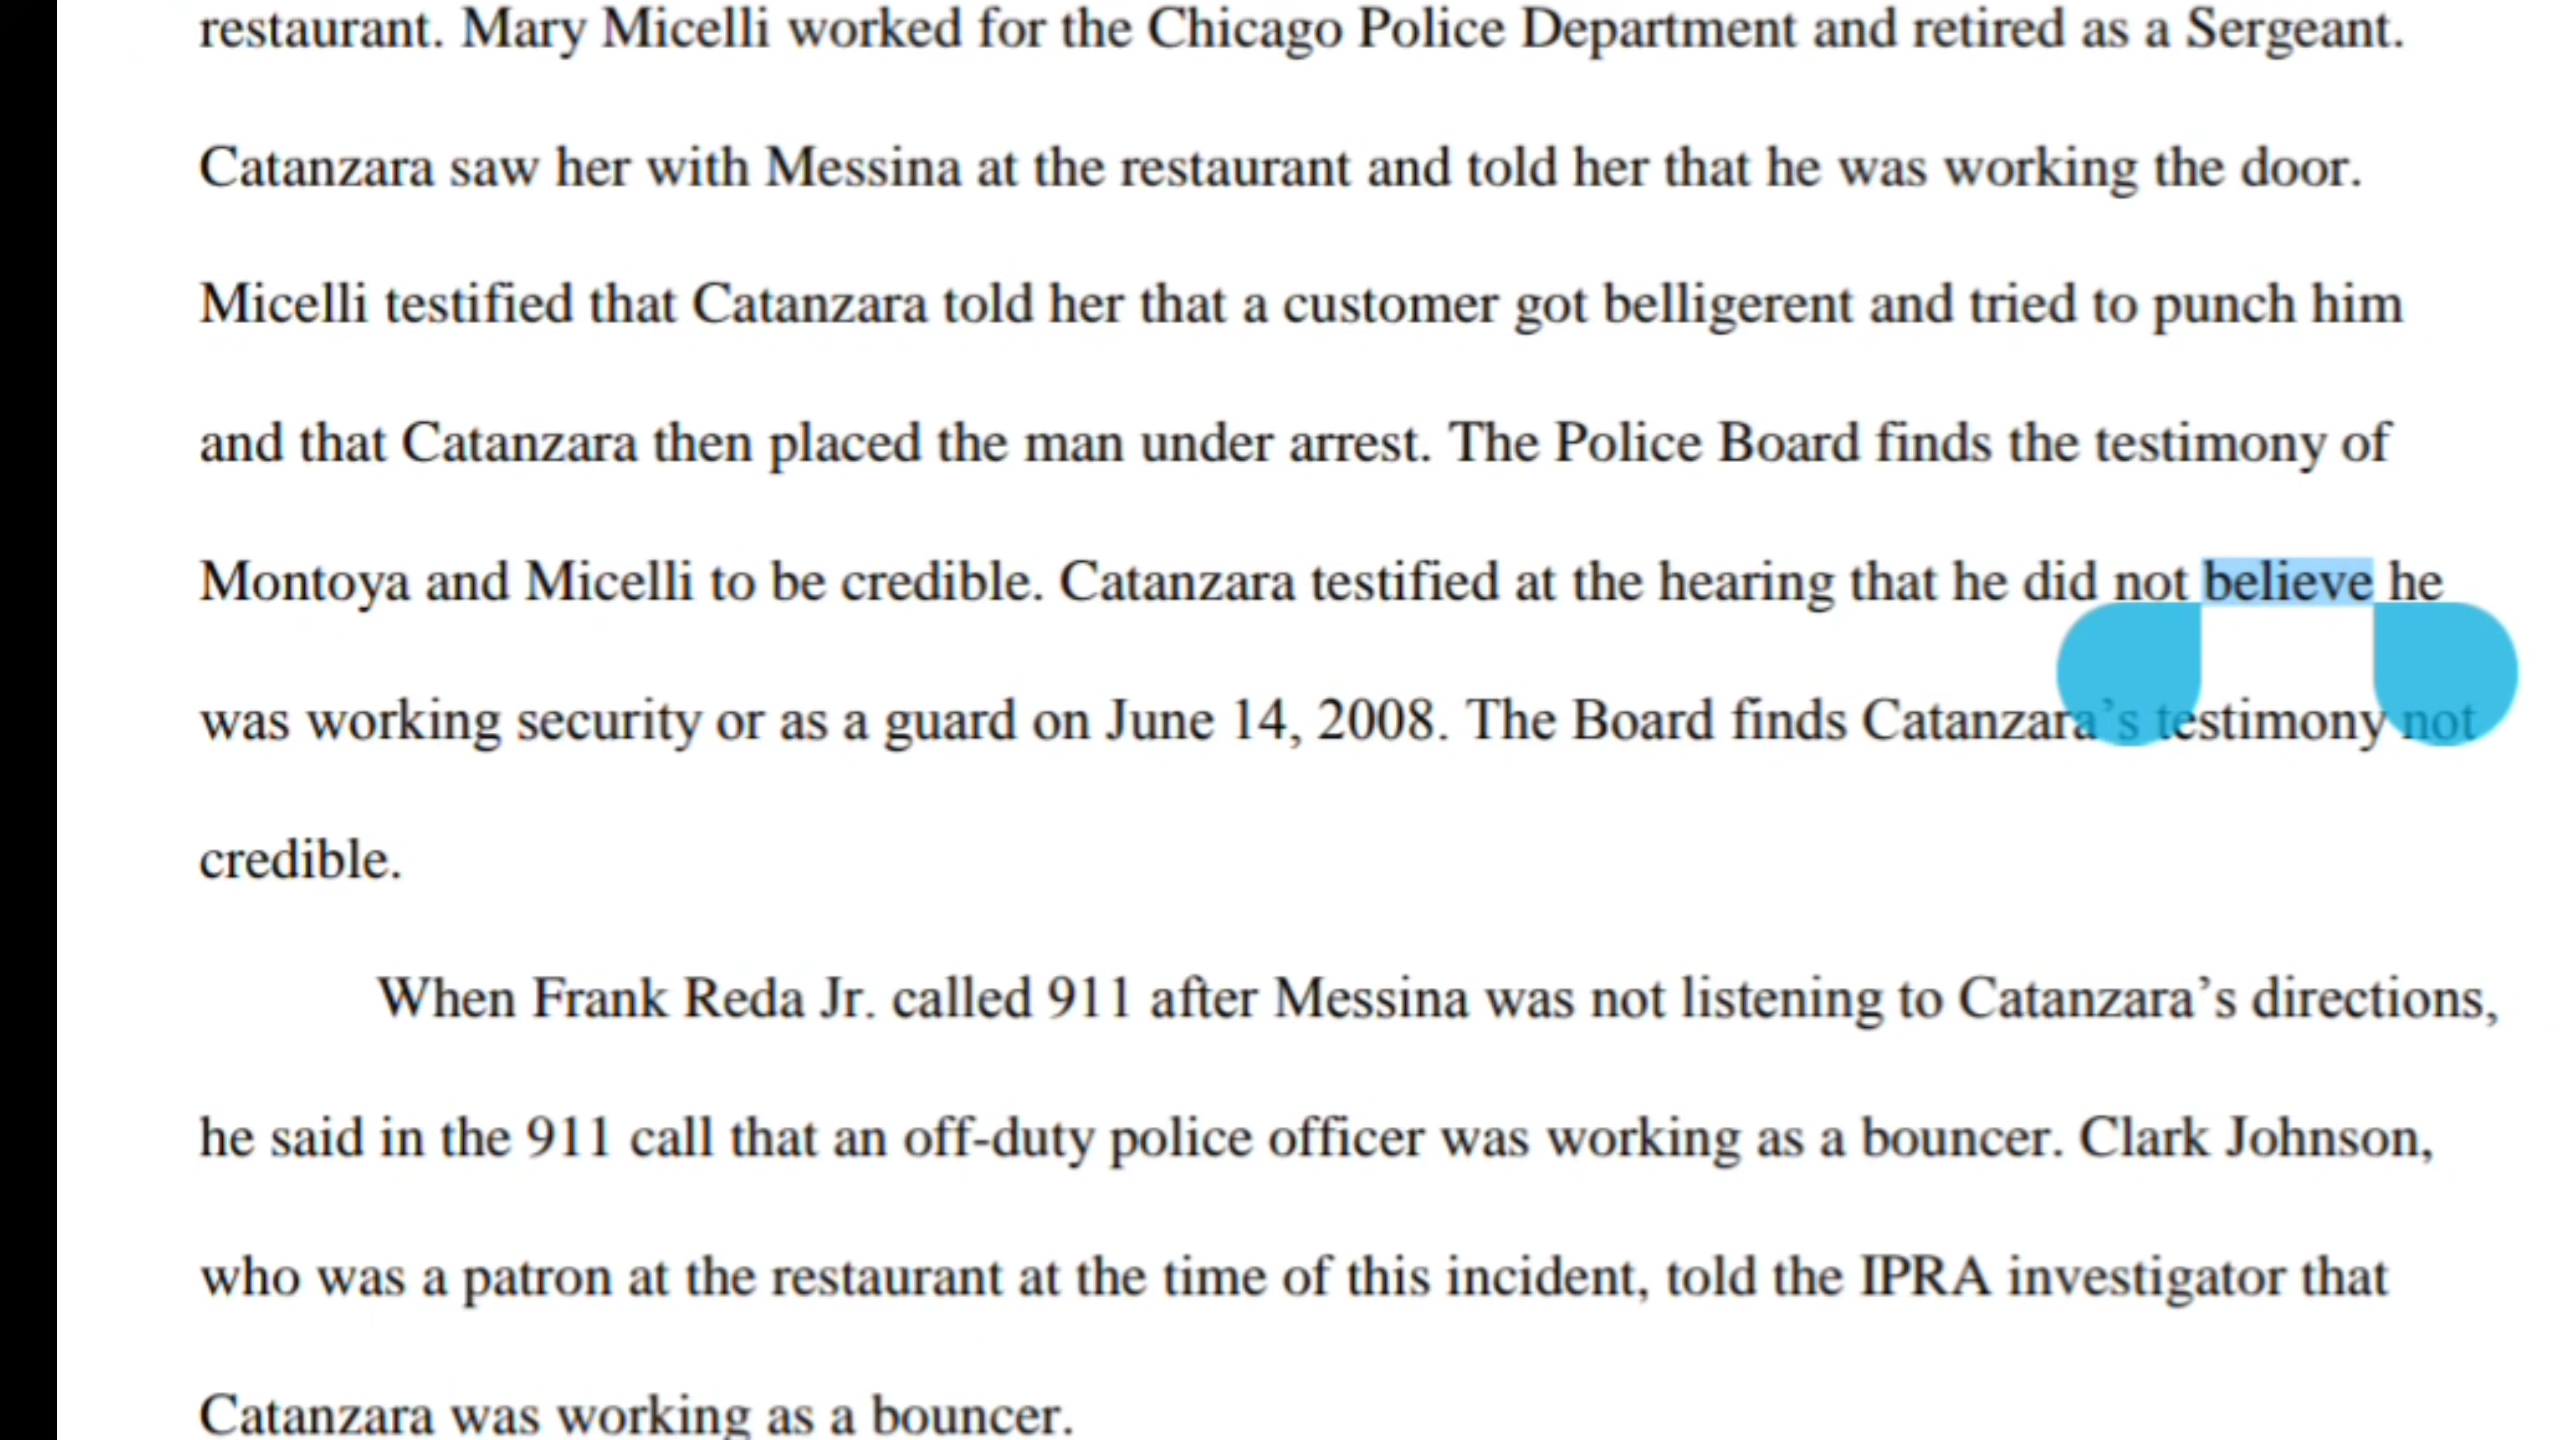 restaurant. Mary Micelli worked for the Chicago Police Department and retired as a Sergeant.
Catanzara saw her with Messina at the restaurant and told her that he was working the door.
Micelli testified that Catanzara told her that a customer got belligerent and tried to punch him
and that Catanzara then placed the man under arrest. The Police Board finds the testimony of
Montoya and Micelli to be credible. Catanzara testified at the hearing that he did not believe he
was working security or as a guard on June 14, 2008. The Board finds Catanzara’s testimony not
credible.
When Frank Reda Jr. called 911 after Messina was not listening to Catanzara’s directions,
he said in the 911 call that an off-duty police officer was working as a bouncer. Clark Johnson,
who was a patron at the restaurant at the time of this incident, told the IPRA investigator that
Catanzara was working as a bouncer.